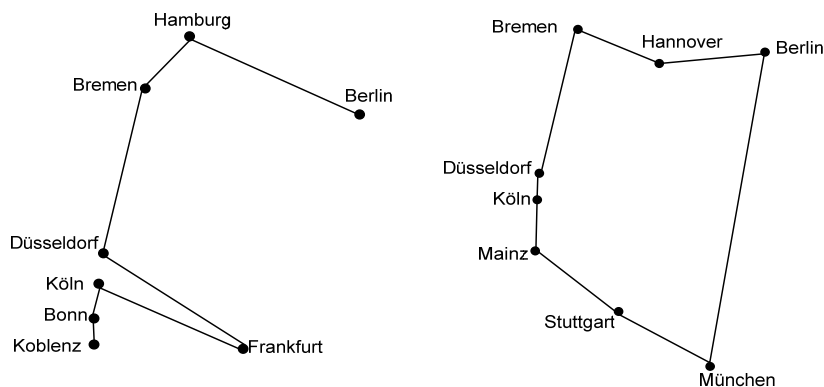 Hamburg
Bremen
Berlin
Düsseldorf
Köln
Bonn
Koblenz
Frankfurt
Bremen
Hannover
Berlin
Düsseldorf
Köln
Mainz
Stuttgart
München